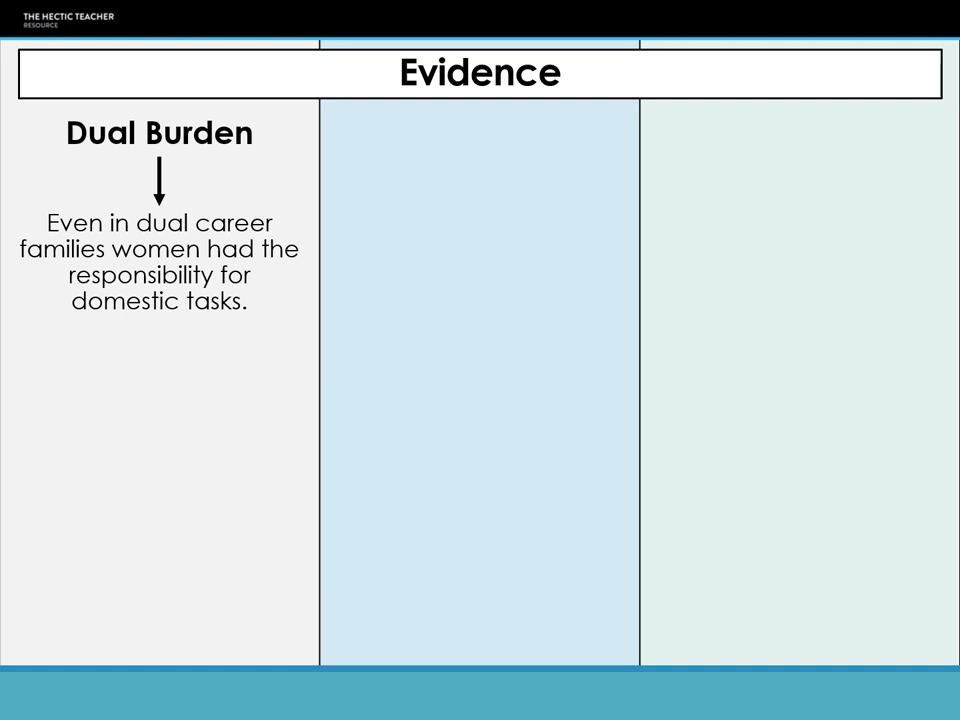 THE HECTIC TEACHER
RESOURCE
Evidence
Dual Burden
Even in dual career
families women had the
responsibility for
domestic tasks.